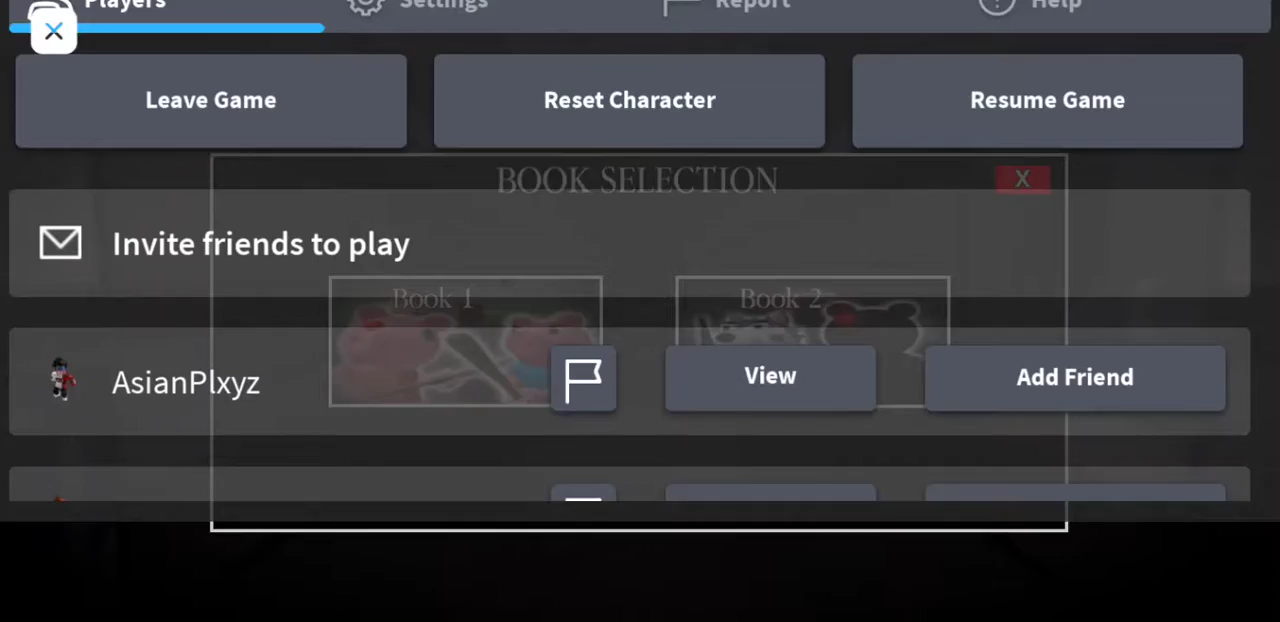 Players Settings Report Help
Leave Game Reset Character Resume Game
BOOK SELECTION X
Invite friends to play
Book 1 Book 2
AsianPlxyz View Add Friend